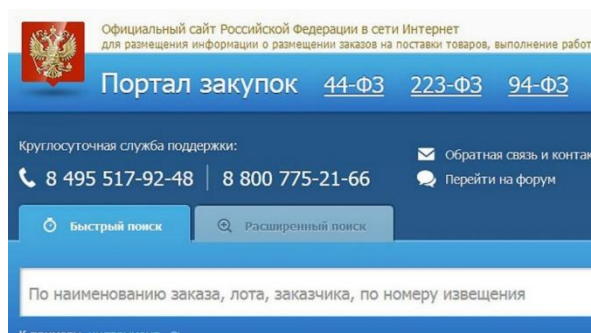 Официальный сайт Российской Федерации в сети Интернет
для размещения информации о размещении заказов на поставки товаров, выполнение работ
Портал закупок 44-ФЗ 223-ФЗ 94-ФЗ
Круглосуточная служба поддержки:
8 495 517-92-48 8 800 775-21-66
Обратная связь и контак
Перейти на форум
Быстрый поиск Расширенный поиск
По наименованию заказа, лота, заказчика, по номеру извещения